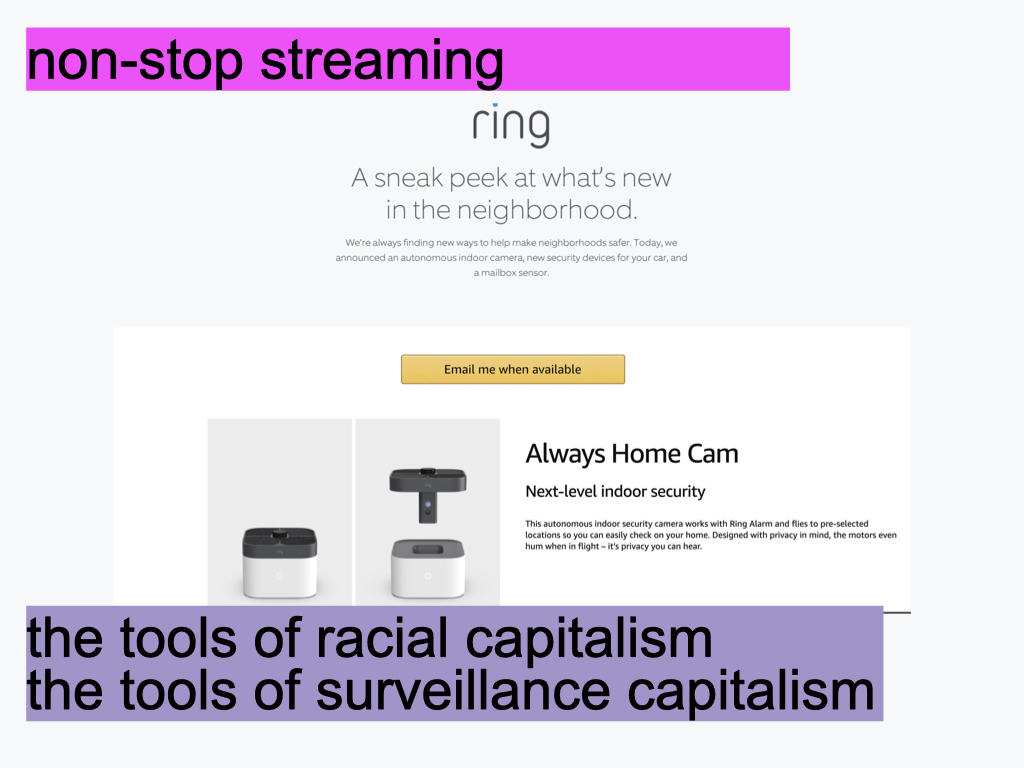 non-stop streaming
ring
A sneak peek at what's new
in the neighborhood.
We're always finding new ways to help make neighborhoods safer. Today, we
announced an autonomous indoor camera, new security devices for your car, and
a mailbox sensor.
Email me when available
Always Home Cam
Next-level indoor security
This autonomous indoor security camera works with Ring Alarm and flies to pre-selected
locations so you can easily check on your home. Designed with privacy in mind, the motors even
hum when in flight – it's privacy you can hear.
the tools of racial capitalism
the tools of surveillance capitalism